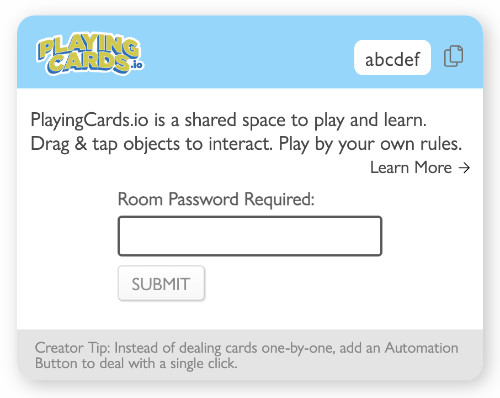 PLAYING
CARDS.io
abcdef
PlayingCards.io is a shared space to play and learn.
Drag & tap objects to interact. Play by your own rules.
Learn More →
Room Password Required:
SUBMIT
Creator Tip: Instead of dealing cards one-by-one, add an Automation
Button to deal with a single click.